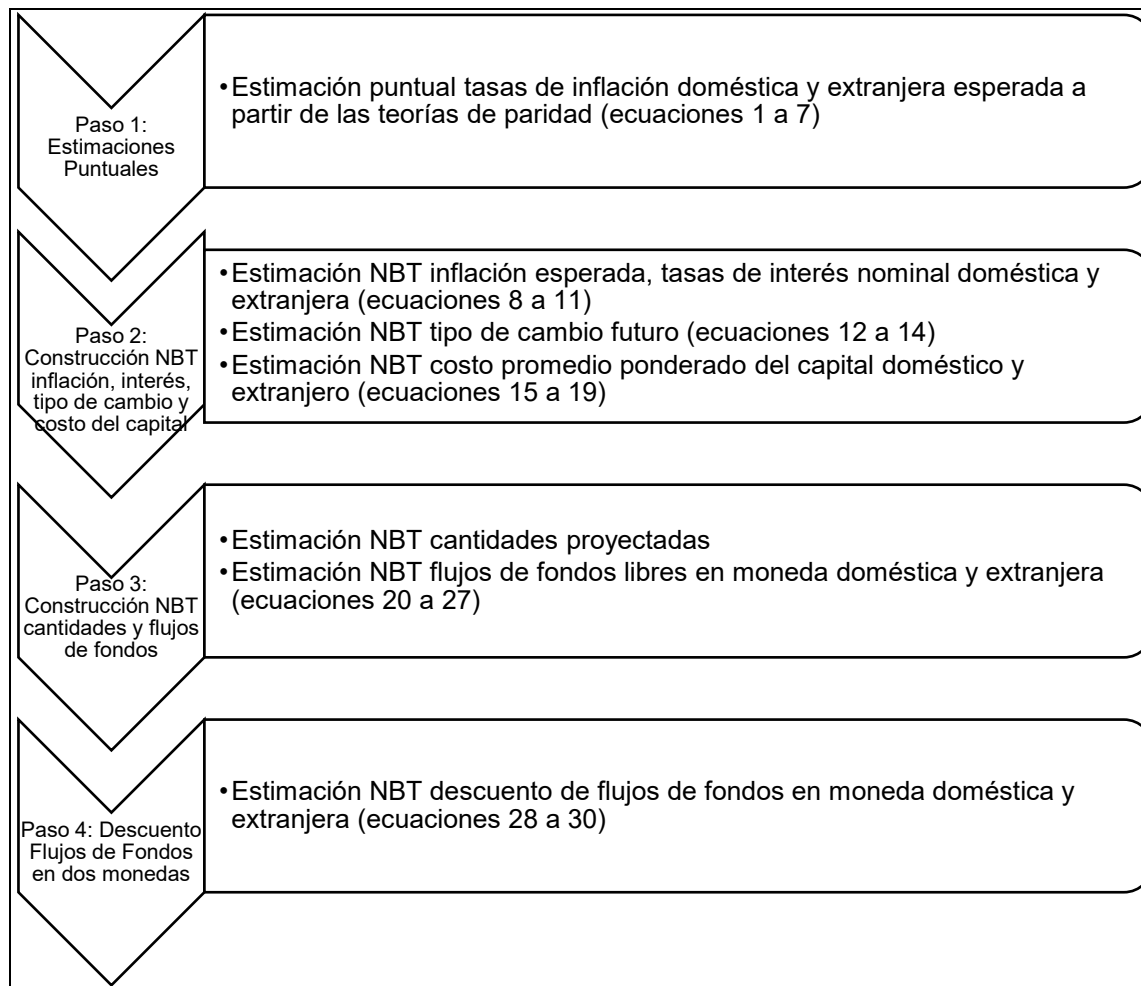 Paso 1:
Estimaciones
Puntuales
•Estimación puntual tasas de inflación doméstica y extranjera esperada a
partir de las teorías de paridad (ecuaciones 1 a 7)
Paso 2:
Construcción NBT
inflación, interés,
tipo de cambio y
costo del capital
•Estimación NBT inflación esperada, tasas de interés nominal doméstica y
extranjera (ecuaciones 8 a 11)
•Estimación NBT tipo de cambio futuro (ecuaciones 12 a 14)
•Estimación NBT costo promedio ponderado del capital doméstico y
extranjero (ecuaciones 15 a 19)
Paso 3:
Construcción NBT
cantidades y flujos
de fondos
•Estimación NBT cantidades proyectadas
•Estimación NBT flujos de fondos libres en moneda doméstica y extranjera
(ecuaciones 20 a 27)
Paso 4: Descuento
Flujos de Fondos
en dos monedas
•Estimación NBT descuento de flujos de fondos en moneda doméstica y
extranjera (ecuaciones 28 a 30)